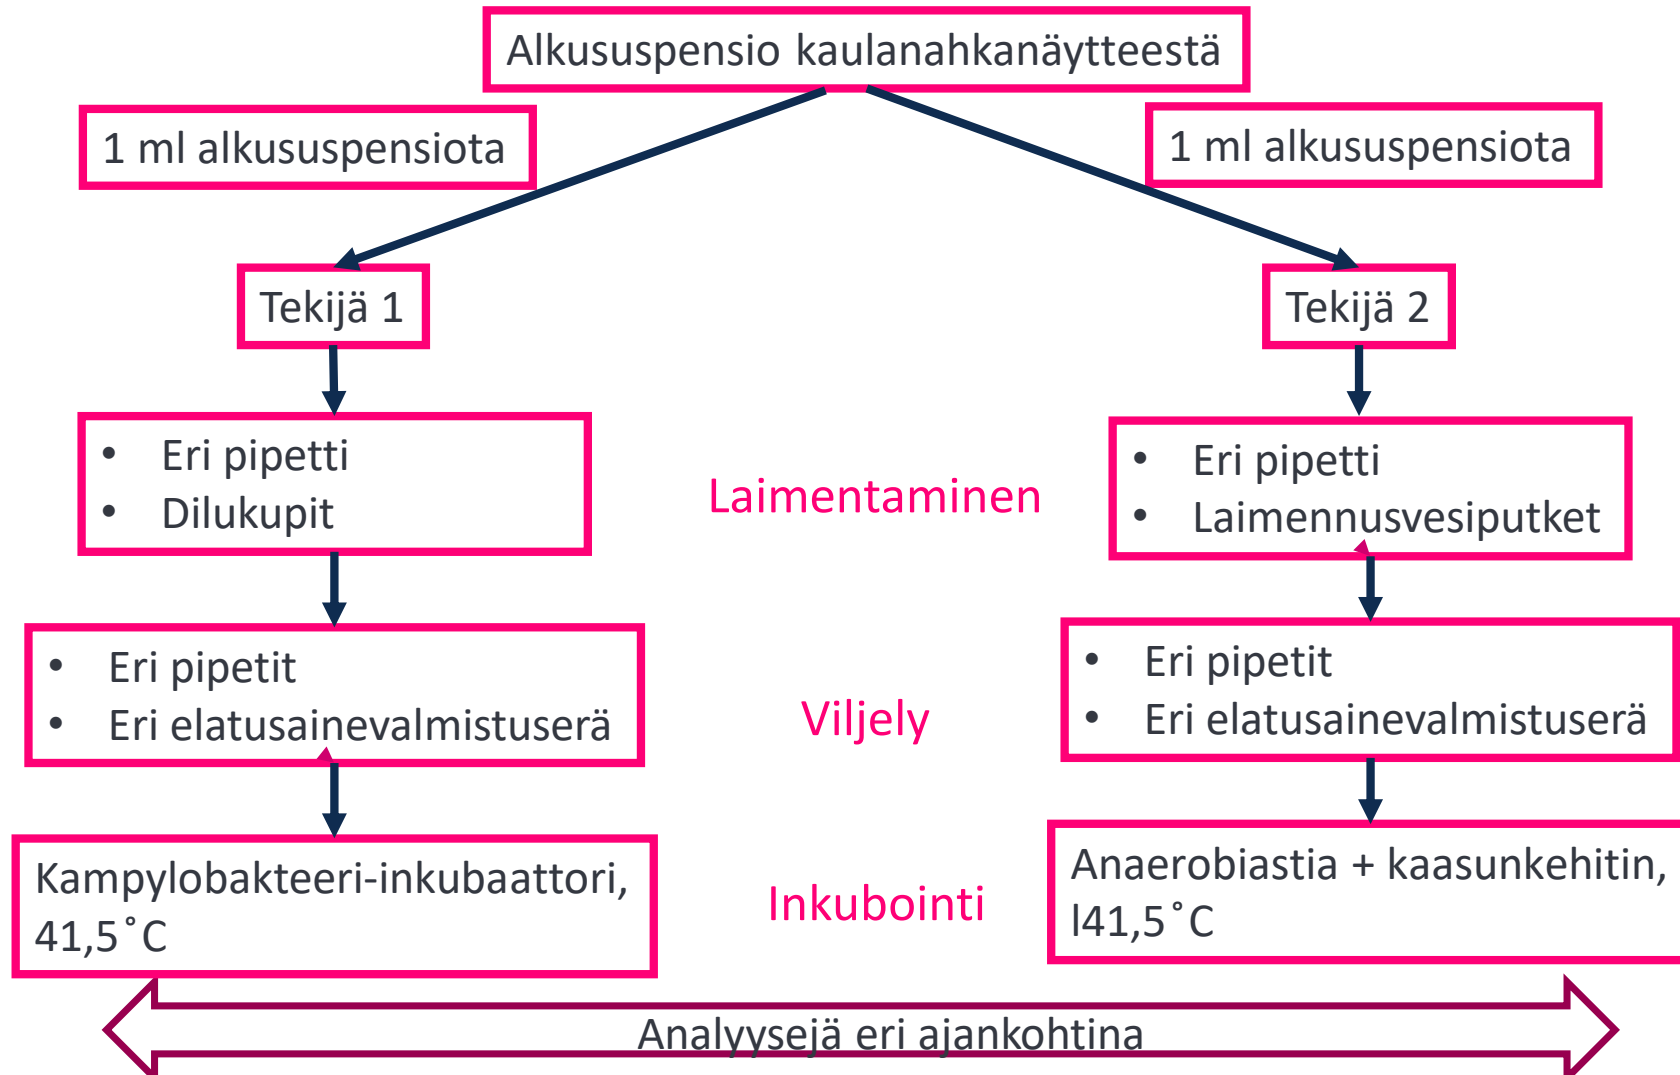 Alkususpensio kaulanahkanäytteestä
1 ml alkususpensiota
1 ml alkususpensiota
Tekijä 1
Tekijä 2
• Eri pipetti
• Dilukupit
Laimentaminen
• Eri pipetti
• Laimennusvesiputket
• Eri pipetit
• Eri elatusainevalmistuserä
Viljely
• Eri pipetit
• Eri elatusainevalmistuserä
Kampylobakteeri-inkubaattori,
41,5˚C
Inkubointi
Anaerobiastia + kaasunkehitin,
l41,5˚C
Analyysejä eri ajankohtina